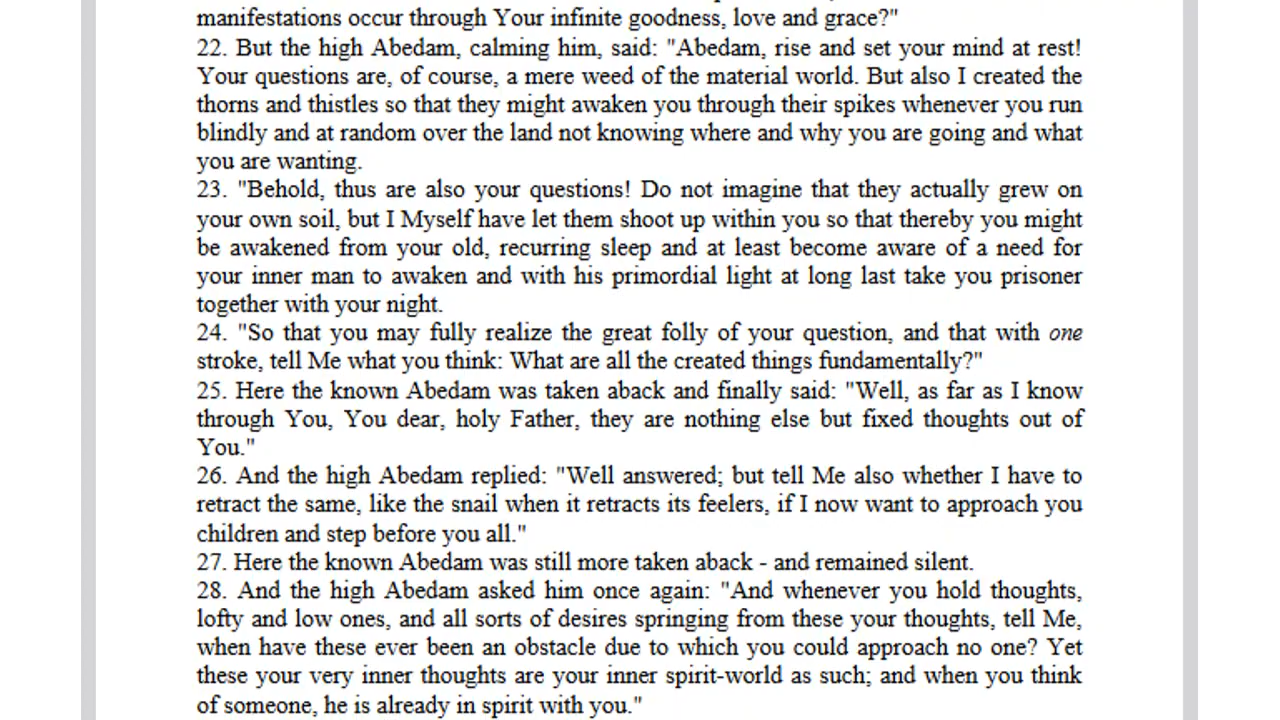 manifestations occur through Your infinite goodness, love and grace?"
22. But the high Abedam, calming him, said: "Abedam, rise and set your mind at rest!
Your questions are, of course, a mere weed of the material world. But also I created the
thorns and thistles so that they might awaken you through their spikes whenever you run
blindly and at random over the land not knowing where and why you are going and what
you are wanting.
23. "Behold, thus are also your questions! Do not imagine that they actually grew on
your own soil, but I Myself have let them shoot up within you so that thereby you might
be awakened from your old, recurring sleep and at least become aware of a need for
your inner man to awaken and with his primordial light at long last take you prisoner
together with your night.
24. "So that you may fully realize the great folly of your question, and that with one
stroke, tell Me what you think: What are all the created things fundamentally?"
25. Here the known Abedam was taken aback and finally said: "Well, as far as I know
through You, You dear, holy Father, they are nothing else but fixed thoughts out of
You."
26. And the high Abedam replied: "Well answered; but tell Me also whether I have to
retract the same, like the snail when it retracts its feelers, if I now want to approach you
children and step before you all."
27. Here the known Abedam was still more taken aback - and remained silent.
28. And the high Abedam asked him once again: "And whenever you hold thoughts,
lofty and low ones, and all sorts of desires springing from these your thoughts, tell Me,
when have these ever been an obstacle due to which you could approach no one? Yet
these your very inner thoughts are your inner spirit-world as such; and when you think
of someone, he is already in spirit with you."